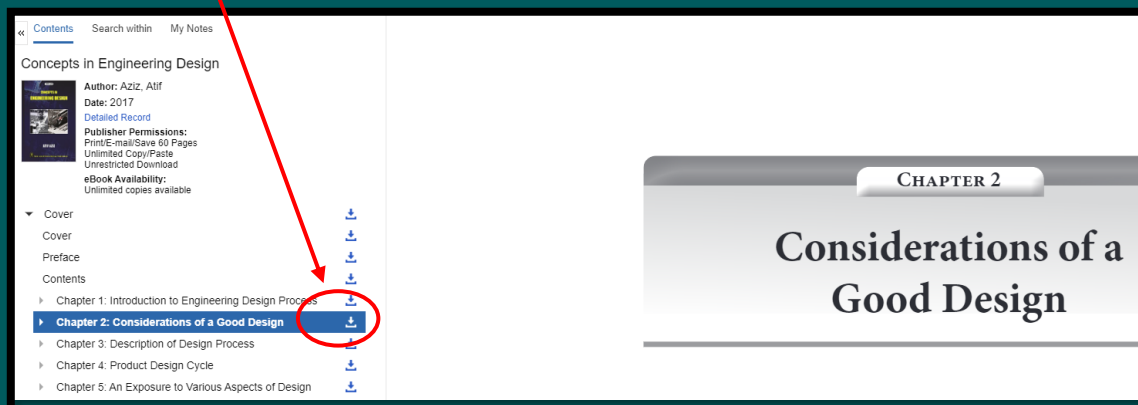 « Contents Search within My Notes
Concepts in Engineering Design
Author: Aziz, Atif
Date: 2017
Detailed Record
Publisher Permissions:
Print/E-mail/Save 60 Pages
Unlimited Copy/Paste
Unrestricted Download
eBook Availability:
Unlimited copies available
Cover
Cover
Preface
Contents
Chapter 1: Introduction to Engineering Design Process
Chapter 2: Considerations of a Good Design
Chapter 3: Description of Design Process
Chapter 4: Product Design Cycle
Chapter 5: An Exposure to Various Aspects of Design
CHAPTER 2
Considerations of a
Good Design